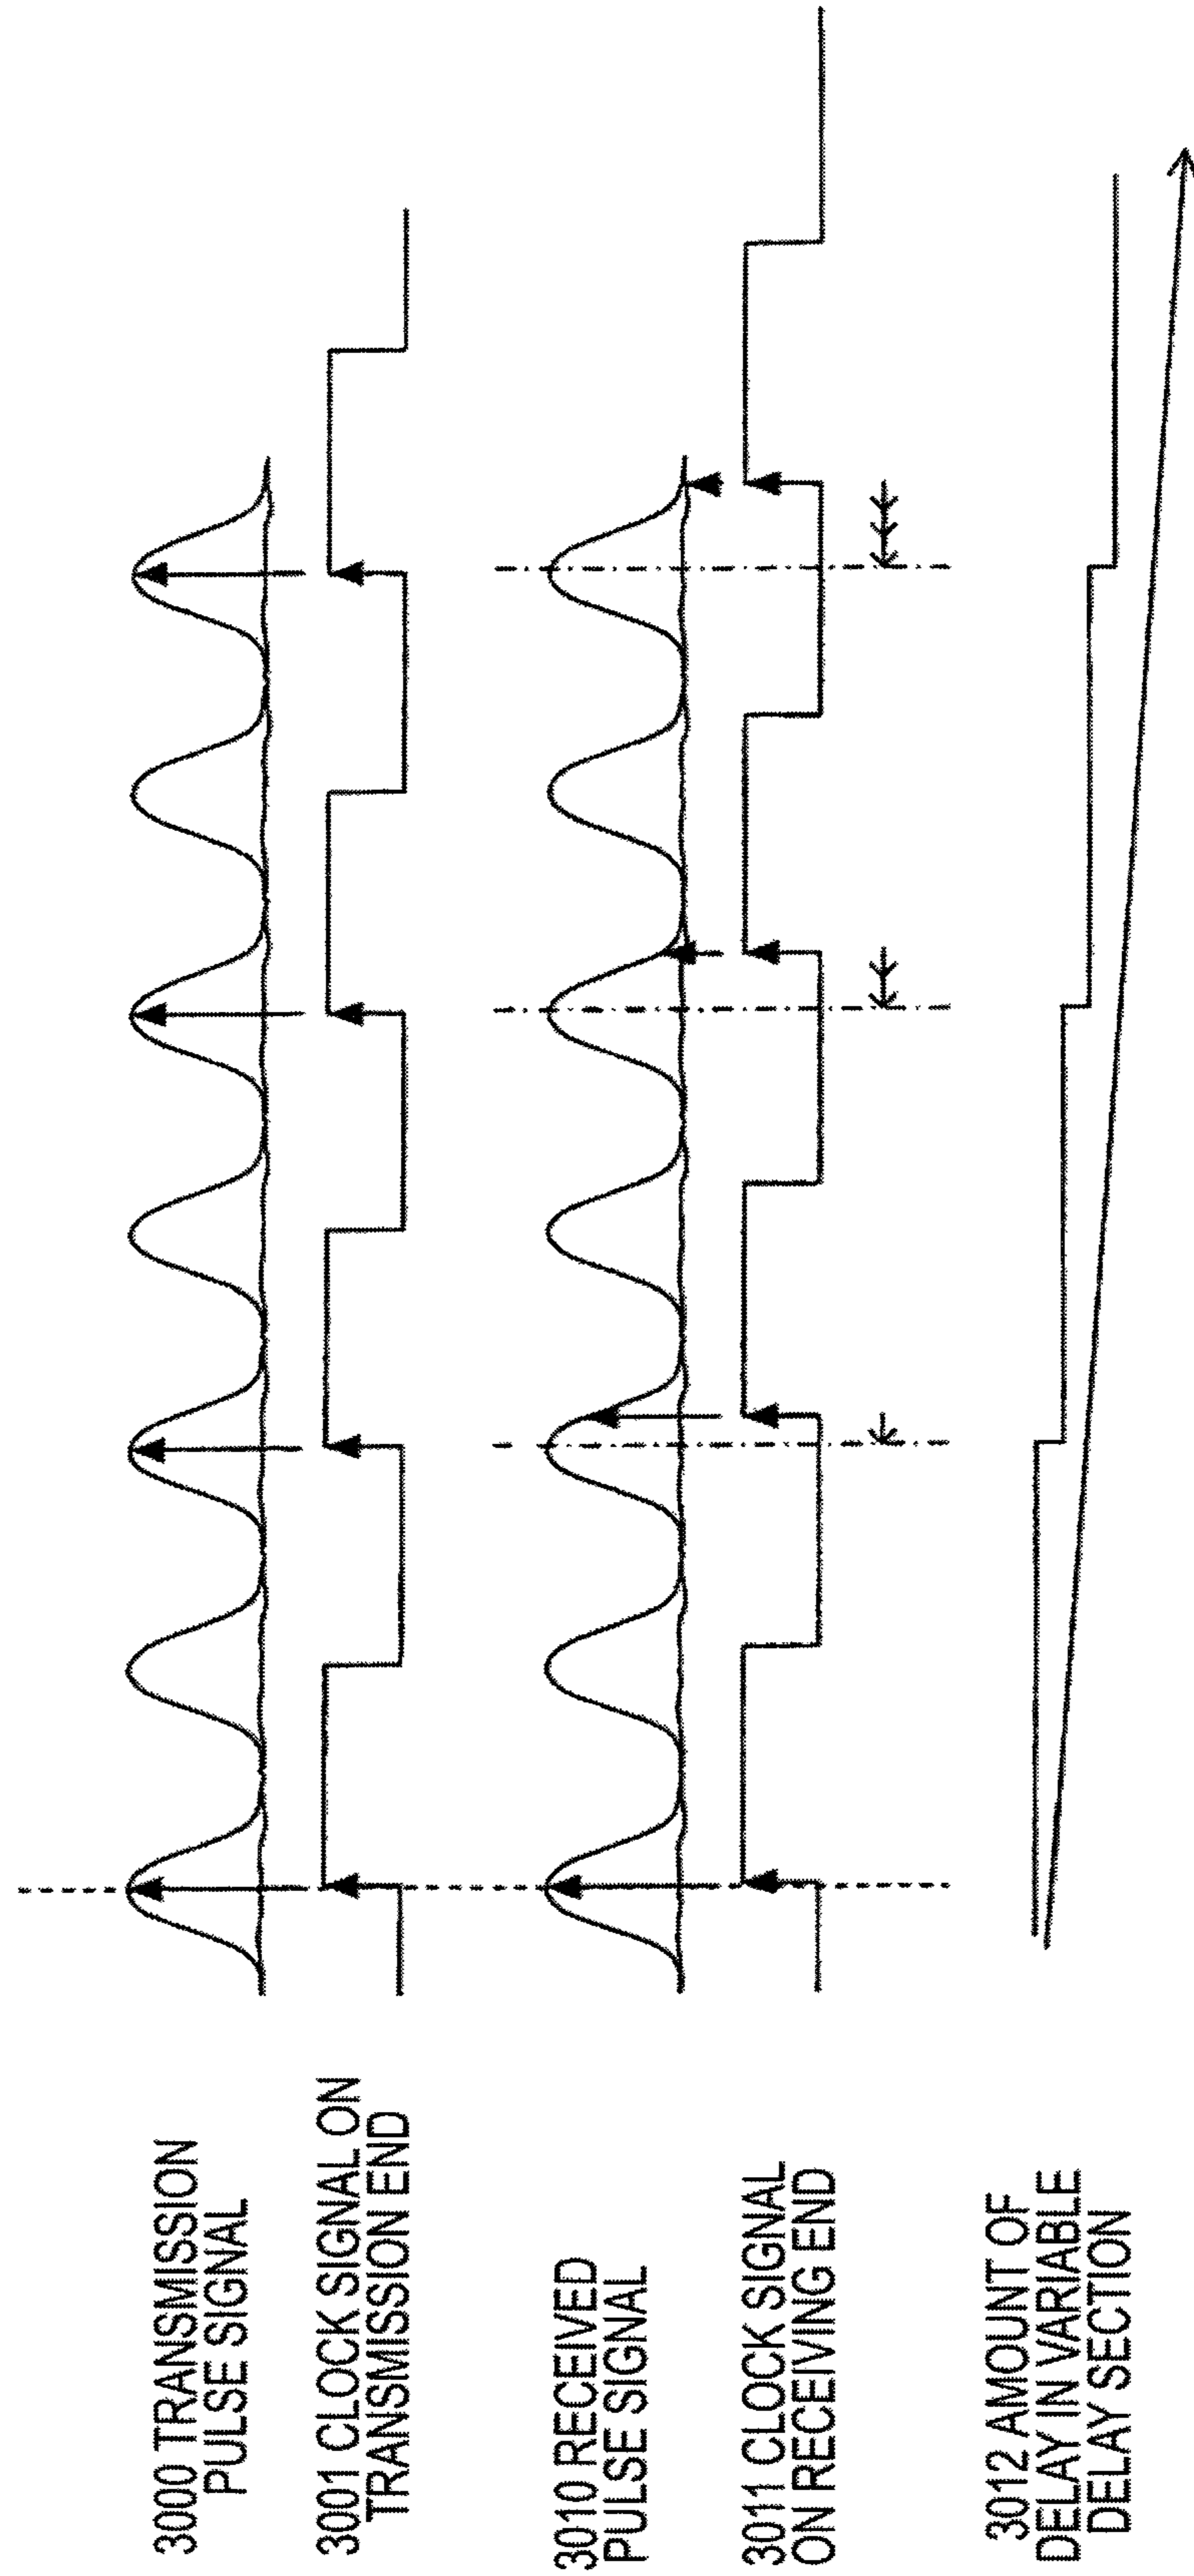 3000 TRANSMISSION
PULSE SIGNAL
3001 CLOCK SIGNAL ON
TRANSMISSION END
3010 RECEIVED
PULSE SIGNAL
3011 CLOCK SIGNAL
ON RECEIVING END
3012 AMOUNT OF
DELAY IN VARIABLE
DELAY SECTION